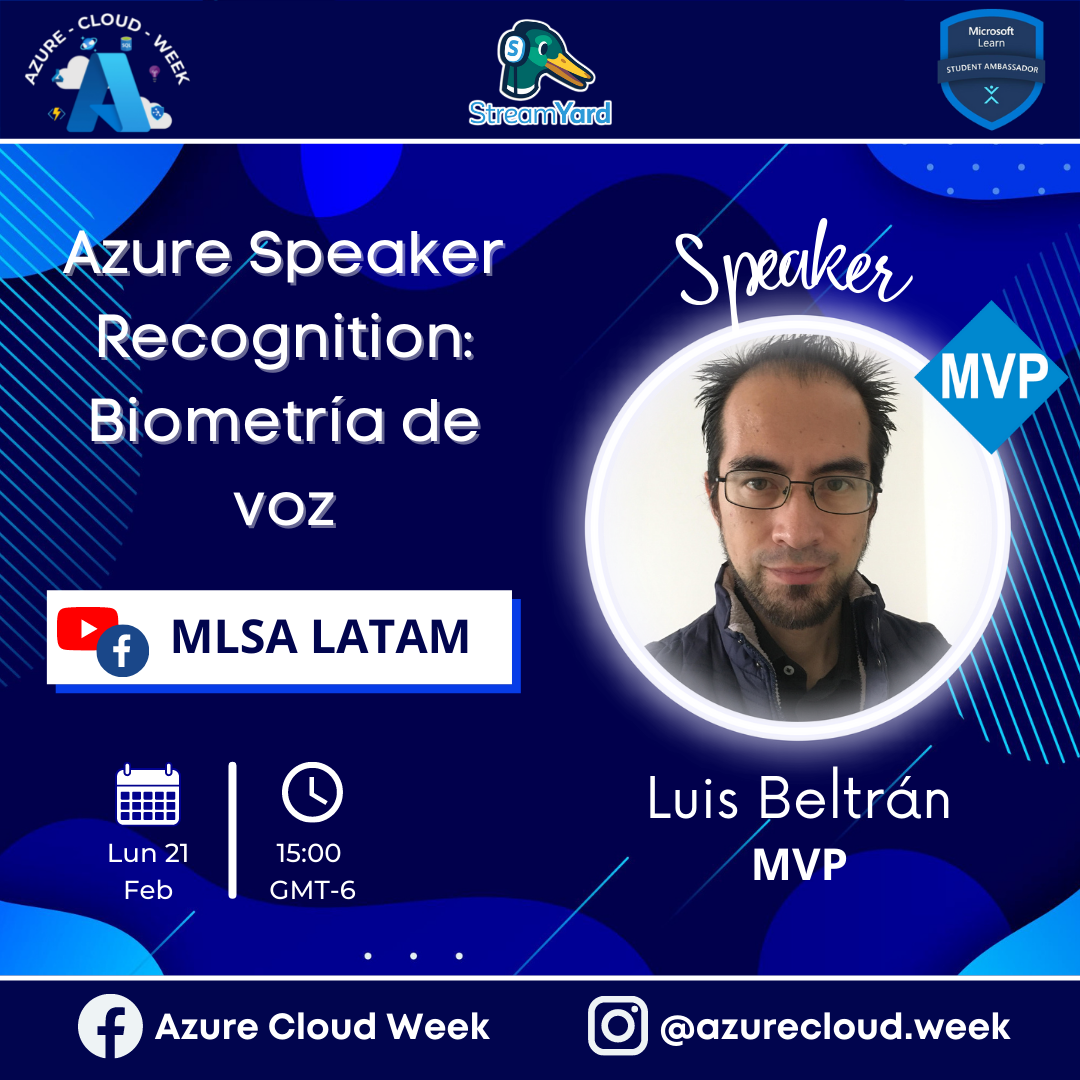 AZURE - CLOUD - WEEK
SQL
S
StreamYard
Microsoft
Learn
STUDENT AMBASSADOR
Azure Speaker
Recognition:
Biometría de
voz
MLSA LATAM
Lun 21
Feb
15:00
GMT-6
Speaker
MVP
Luis Beltrán
MVP
Azure Cloud Week
@azurecloud.week